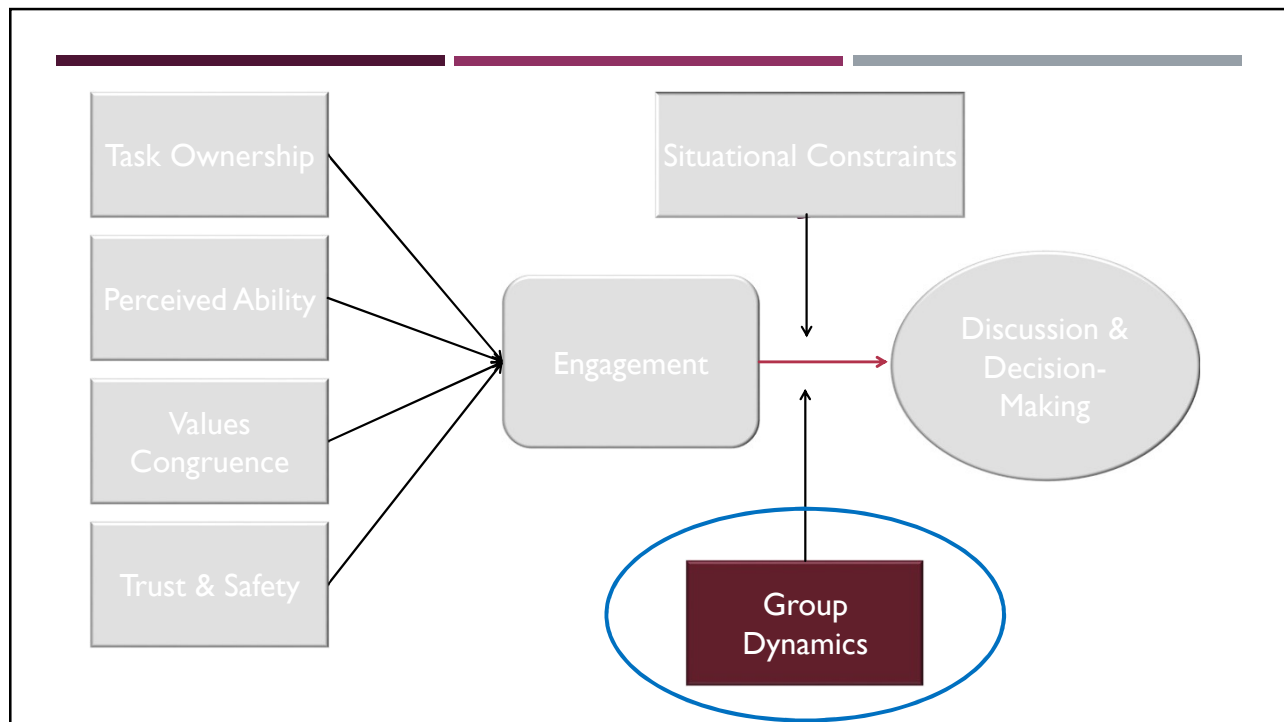 Task Ownership
Situational Constraints
Perceived Ability
Engagement
Discussion &
Decision-
Making
Values
Congruence
Trust & Safety
Group
Dynamics